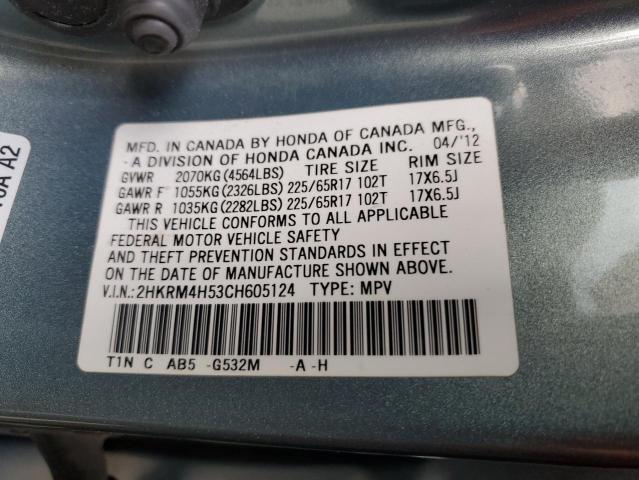 MFD. IN CANADA BY HONDA OF CANADA MFG.,
-A DIVISION OF HONDA CANADA INC. 04/'12
GVWR 2070KG(4564LBS) TIRE SIZE RIM SIZE
GAWR F 1055KG(2326LBS) 225/65R17 102T 17X6.5J
GAWR R 1035KG(2282LBS) 225/65R17 102T 17X6.5J
THIS VEHICLE CONFORMS TO ALL APPLICABLE
FEDERAL MOTOR VEHICLE SAFETY
AND THEFT PREVENTION STANDARDS IN EFFECT
ON THE DATE OF MANUFACTURE SHOWN ABOVE.
V.I.N.:2HKRM4H53CH605124 TYPE: MPV
T1N C AB5 -G532M -A -H
A2